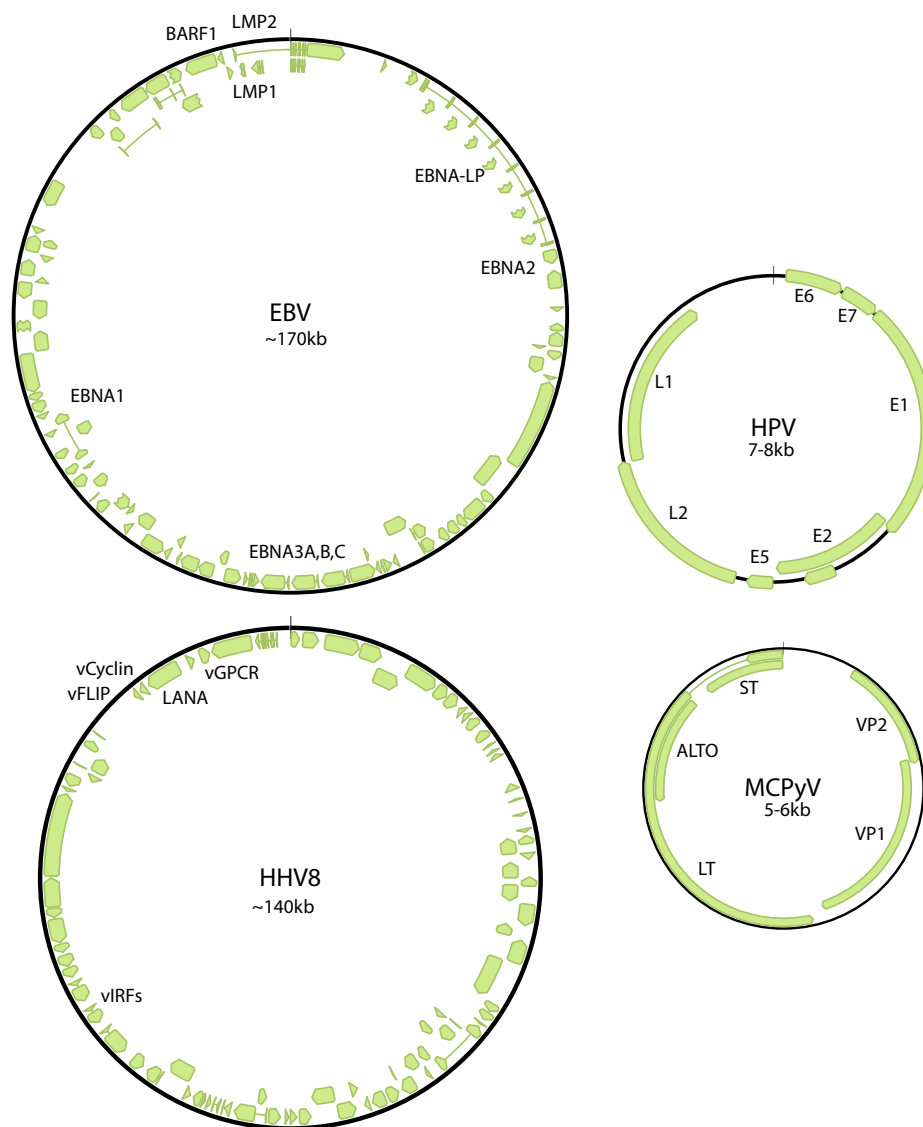 LMP2
BARF1
LMP1
EBNA-LP
EBNA2
EBV
~170kb
EBNA1
EBNA3A,B,C
E6
E7
L1
E1
HPV
7-8kb
L2
E2
E5
vCyclin
vGPCR
vFLIP
LANA
HHV8
~140kb
vIRFs
ST
VP2
ALTO
MCPyV
5-6kb
VP1
LT